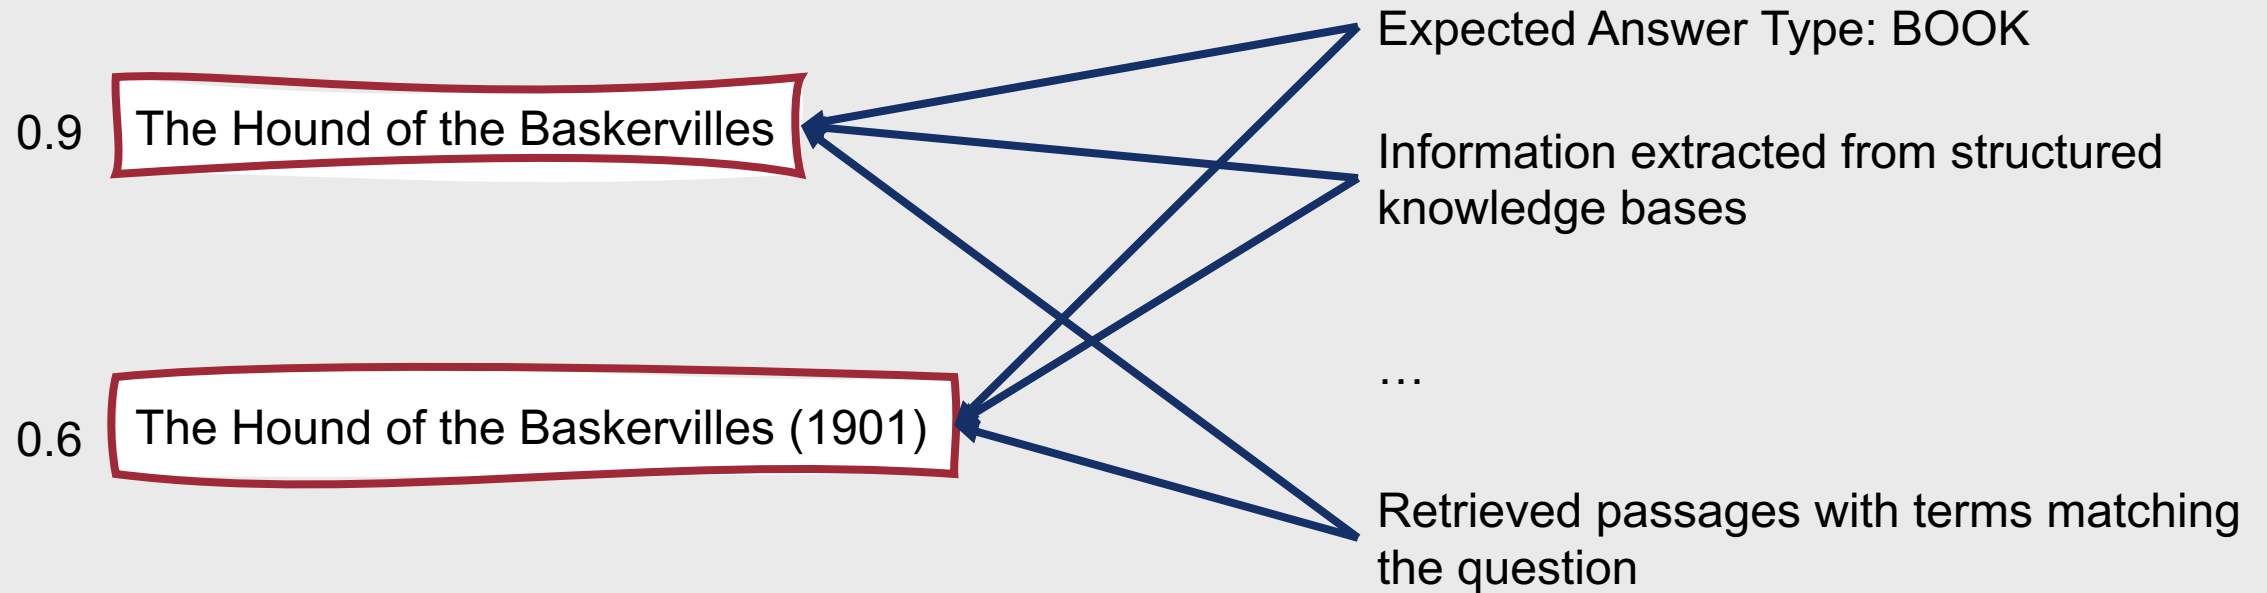 Expected Answer Type: BOOK
0.9
The Hound of the Baskervilles
Information extracted from structured
knowledge bases
…
0.6
The Hound of the Baskervilles (1901)
Retrieved passages with terms matching
the question